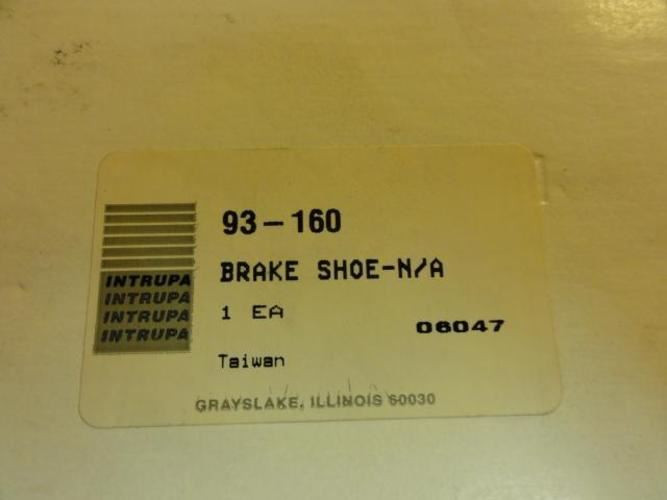 93-160
BRAKE SHOE-N/A
1 EA
06047
Taiwan
INTRUPA
INTRUPA
INTRUPA
INTRUPA
GRAYSLAKE, ILLINOIS 60030